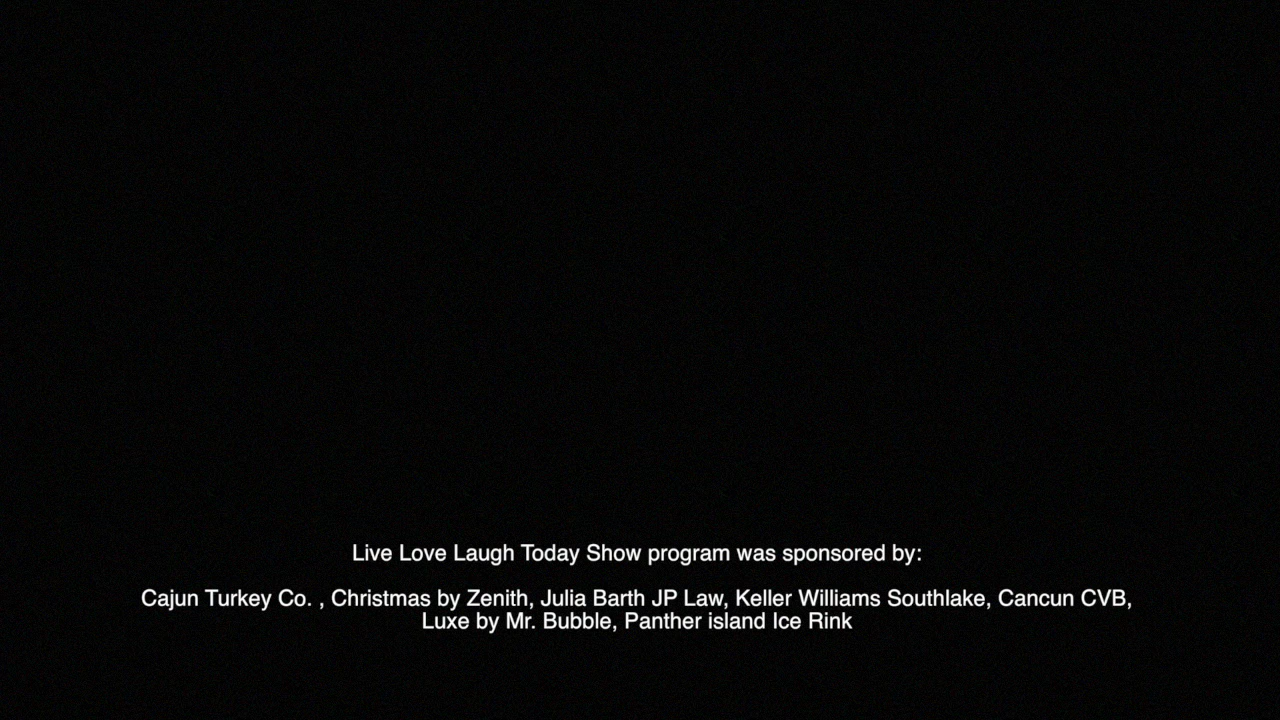 Live Love Laugh Today Show program was sponsored by:
Cajun Turkey Co. , Christmas by Zenith, Julia Barth JP Law, Keller Williams Southlake, Cancun CVB,
Luxe by Mr. Bubble, Panther island Ice Rink